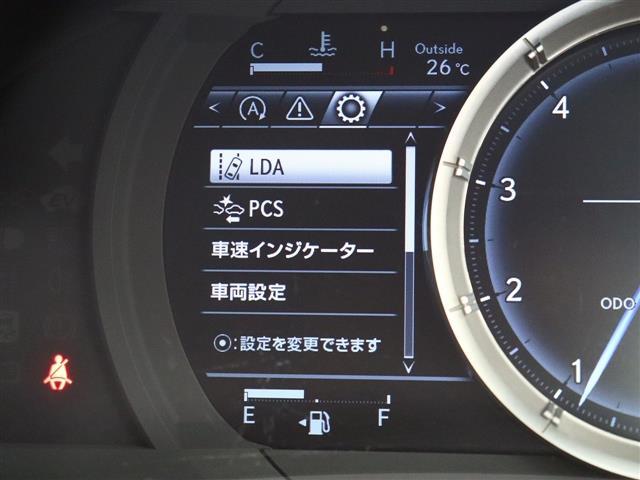 C H Outside
26℃
< A >
LDA
PCS
車速インジケーター
車両設定
⦿:設定を変更できます
E F
4
3
2
1
ODO